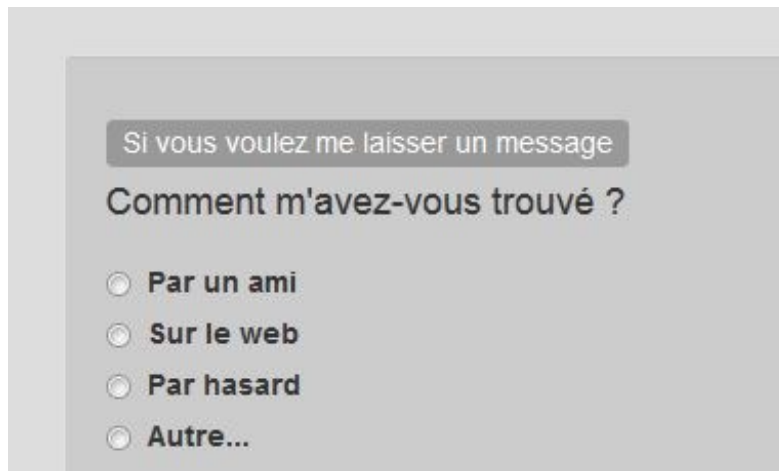 Si vous voulez me laisser un message
Comment m'avez-vous trouvé ?
Par un ami
Sur le web
Par hasard
Autre...